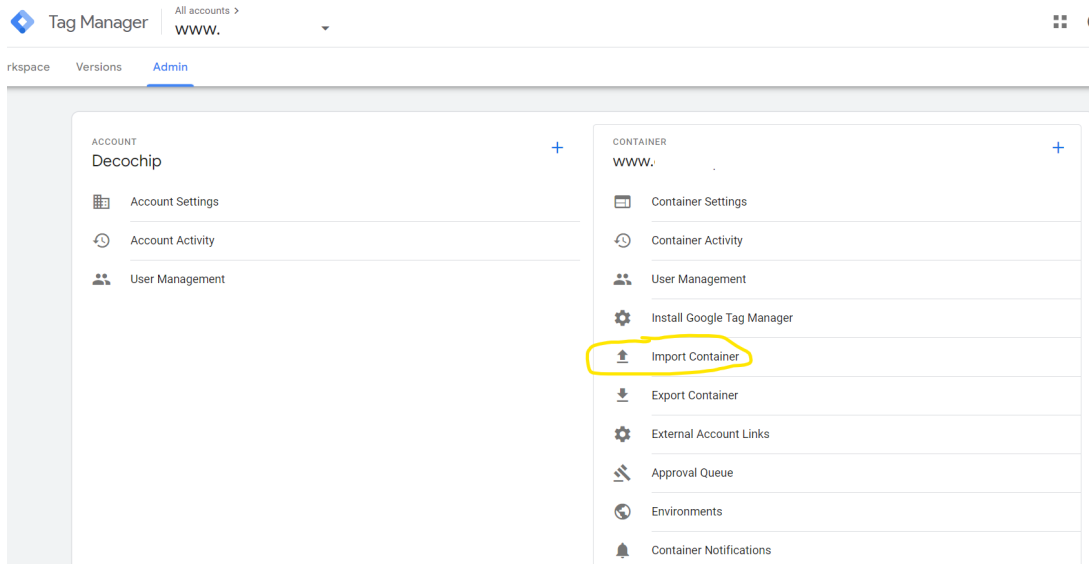 All accounts >
Tag Manager
www.
rkspace Versions Admin
ACCOUNT
Decochip
Account Settings
Account Activity
User Management
CONTAINER
www.
Container Settings
Container Activity
User Management
Install Google Tag Manager
Import Container
Export Container
External Account Links
Approval Queue
Environments
Container Notifications